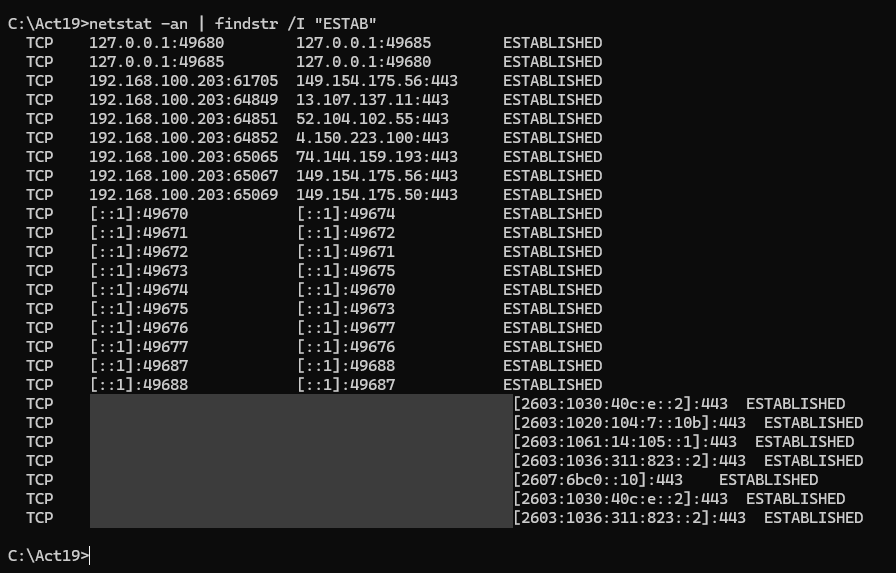 C:\Act19>netstat -an | findstr /I "ESTAB"
  TCP    127.0.0.1:49680        127.0.0.1:49685        ESTABLISHED
  TCP    127.0.0.1:49685        127.0.0.1:49680        ESTABLISHED
  TCP    192.168.100.203:61705  149.154.175.56:443     ESTABLISHED
  TCP    192.168.100.203:64849  13.107.137.11:443      ESTABLISHED
  TCP    192.168.100.203:64851  52.104.102.55:443      ESTABLISHED
  TCP    192.168.100.203:64852  4.150.223.100:443      ESTABLISHED
  TCP    192.168.100.203:65065  74.144.159.193:443     ESTABLISHED
  TCP    192.168.100.203:65067  149.154.175.56:443     ESTABLISHED
  TCP    192.168.100.203:65069  149.154.175.50:443     ESTABLISHED
  TCP    [::1]:49670            [::1]:49674            ESTABLISHED
  TCP    [::1]:49671            [::1]:49672            ESTABLISHED
  TCP    [::1]:49672            [::1]:49671            ESTABLISHED
  TCP    [::1]:49673            [::1]:49675            ESTABLISHED
  TCP    [::1]:49674            [::1]:49670            ESTABLISHED
  TCP    [::1]:49675            [::1]:49673            ESTABLISHED
  TCP    [::1]:49676            [::1]:49677            ESTABLISHED
  TCP    [::1]:49677            [::1]:49676            ESTABLISHED
  TCP    [::1]:49687            [::1]:49688            ESTABLISHED
  TCP    [::1]:49688            [::1]:49687            ESTABLISHED
  TCP    [2603:1030:40c:e::2]:443  ESTABLISHED
  TCP    [2603:1020:104:7::10b]:443  ESTABLISHED
  TCP    [2603:1061:14:105::1]:443  ESTABLISHED
  TCP    [2603:1036:311:823::2]:443  ESTABLISHED
  TCP    [2607:6bc0::10]:443    ESTABLISHED
  TCP    [2603:1030:40c:e::2]:443  ESTABLISHED
  TCP    [2603:1036:311:823::2]:443  ESTABLISHED
C:\Act19>